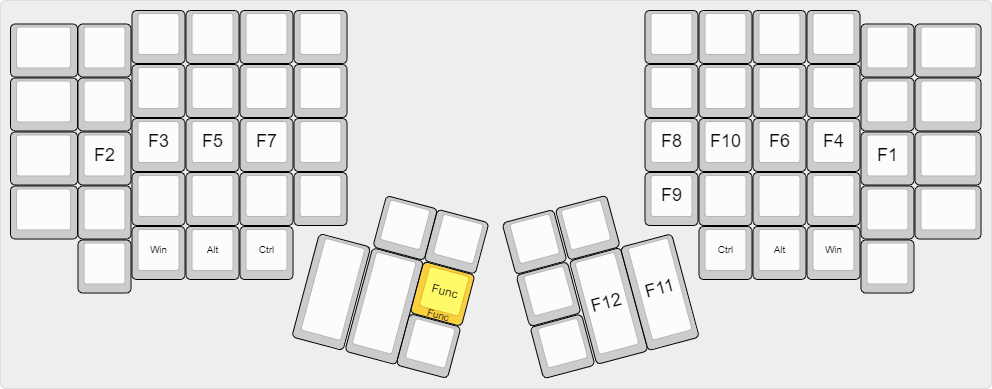 F3 F5 F7 F8 F10 F6 F4
F2 F1
F9
Win Alt Ctrl Ctrl Alt Win
Func F12 F11
Func